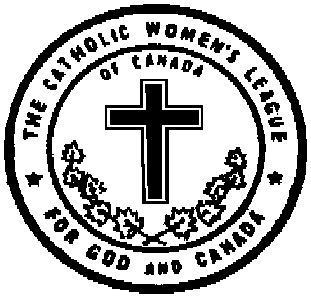 THE CATHOLIC WOMEN'S LEAGUE
OF CANADA
FOR GOD AND CANADA